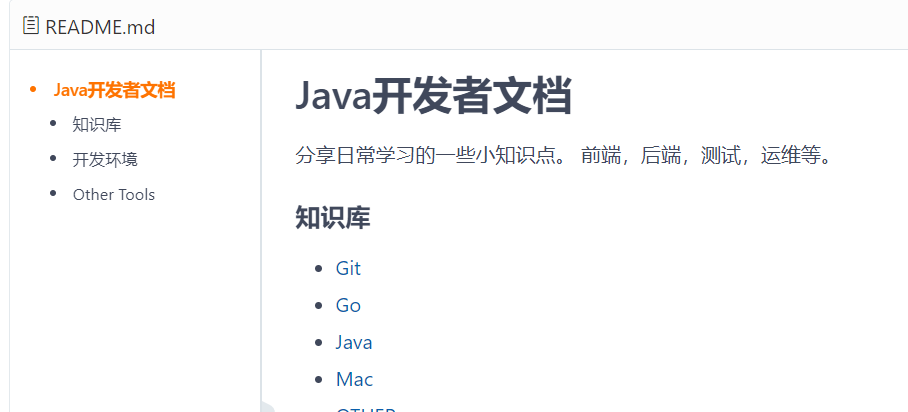 README.md
Java开发者文档
知识库
开发环境
Other Tools
Java开发者文档
分享日常学习的一些小知识点。 前端，后端，测试，运维等。
知识库
Git
Go
Java
Mac
OTHER